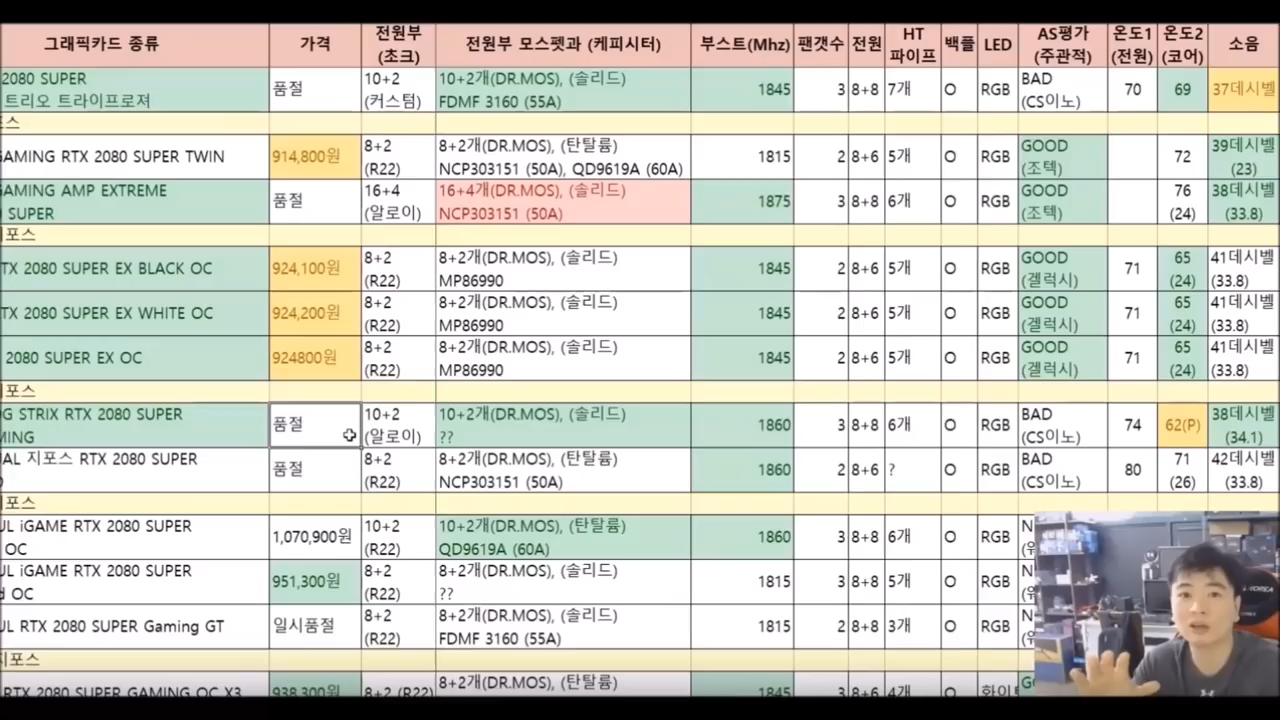 그래픽카드 종류 가격 전원부 (초크) 전원부 모스펫과 (케피시터) 부스트(Mhz) 팬갯수 전원 HT 파이프 백플 LED AS평가 (주관적) 온도1 (전원) 온도2 (코어) 소음
2080 SUPER 품절 10+2 10+2개(DR.MOS), (솔리드) 1845 3 8+8 7개 O RGB BAD 70 69 37데시벨
트리오 트라이프로져 (커스텀) FDMF 3160 (55A) (CS이노)
포스
GAMING RTX 2080 SUPER TWIN 914,800원 8+2 8+2개(DR.MOS), (탄탈륨) 1815 2 8+6 5개 O RGB GOOD 72 39데시벨
(R22) NCP303151 (50A), QD9619A (60A) (조텍) (23)
GAMING AMP EXTREME 품절 16+4 16+4개(DR.MOS), (솔리드) 1875 3 8+8 6개 O RGB GOOD 76 38데시벨
SUPER (알로이) NCP303151 (50A) (조텍) (24) (33.8)
지포스
TX 2080 SUPER EX BLACK OC 924,100원 8+2 8+2개(DR.MOS), (솔리드) 1845 2 8+6 5개 O RGB GOOD 71 65 41데시벨
(R22) MP86990 (겔럭시) (24) (33.8)
TX 2080 SUPER EX WHITE OC 924,200원 8+2 8+2개(DR.MOS), (솔리드) 1845 2 8+6 5개 O RGB GOOD 71 65 41데시벨
(R22) MP86990 (겔럭시) (24) (33.8)
2080 SUPER EX OC 924800원 8+2 8+2개(DR.MOS), (솔리드) 1845 2 8+6 5개 O RGB GOOD 71 65 41데시벨
(R22) MP86990 (겔럭시) (24) (33.8)
지포스
OG STRIX RTX 2080 SUPER 품절 10+2 10+2개(DR.MOS), (솔리드) 1860 3 8+8 6개 O RGB BAD 74 62(P) 38데시벨
MING (알로이) ?? (CS이노) (34.1)
AL 지포스 RTX 2080 SUPER 품절 8+2 8+2개(DR.MOS), (탄탈륨) 1860 2 8+6 ? O RGB BAD 80 71 42데시벨
(R22) NCP303151 (50A) (CS이노) (26) (33.8)
지포스
UL iGAME RTX 2080 SUPER 1,070,900원 10+2 10+2개(DR.MOS), (탄탈륨) 1860 3 8+8 6개 O RGB N
OC (R22) QD9619A (60A)
UL iGAME RTX 2080 SUPER 951,300원 8+2 8+2개(DR.MOS), (솔리드) 1815 3 8+8 5개 O RGB N
OC (R22) ??
UL RTX 2080 SUPER Gaming GT 일시품절 8+2 8+2개(DR.MOS), (솔리드) 1815 2 8+8 3개 O RGB N
(R22) FDMF 3160 (55A)
지포스
RTX 2080 SUPER GAMING OC X3 938,300원 8+2 (R22) 8+2개(DR.MOS), (탄탈륨) 1845 3 8+6 4개 O 화이트